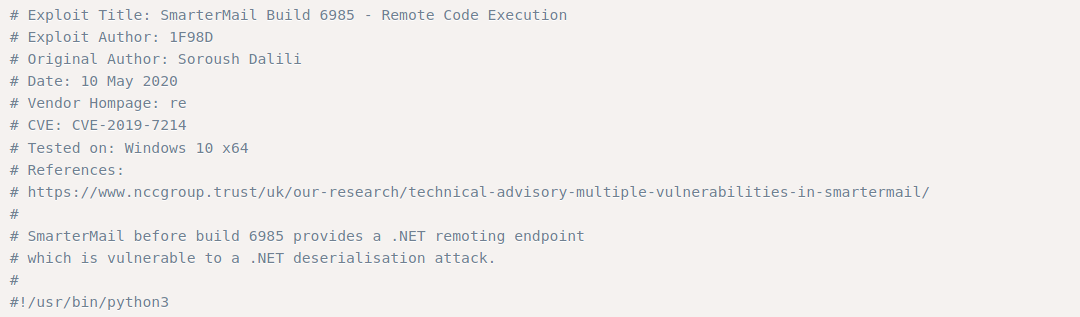 # Exploit Title: SmarterMail Build 6985 - Remote Code Execution
# Exploit Author: 1F98D
# Original Author: Soroush Dalili
# Date: 10 May 2020
# Vendor Hompage: re
# CVE: CVE-2019-7214
# Tested on: Windows 10 x64
# References:
# https://www.nccgroup.trust/uk/our-research/technical-advisory-multiple-vulnerabilities-in-smartermail/
#
# SmarterMail before build 6985 provides a .NET remoting endpoint
# which is vulnerable to a .NET deserialisation attack.
#
#!/usr/bin/python3